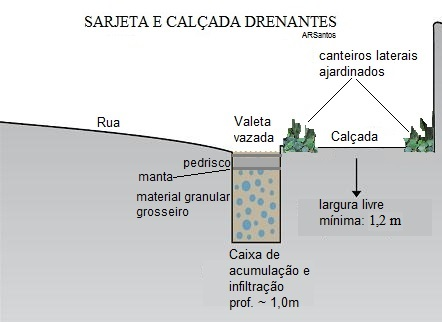 SARJETA E CALÇADA DRENANTES
ARSantos
canteiros laterais
ajardinados
Rua
Valeta
vazada
Calçada
pedrisco
manta
material granular
grosseiro
largura livre
mínima: 1,2 m
Caixa de
acumulação e
infiltração
prof. ~ 1,0m